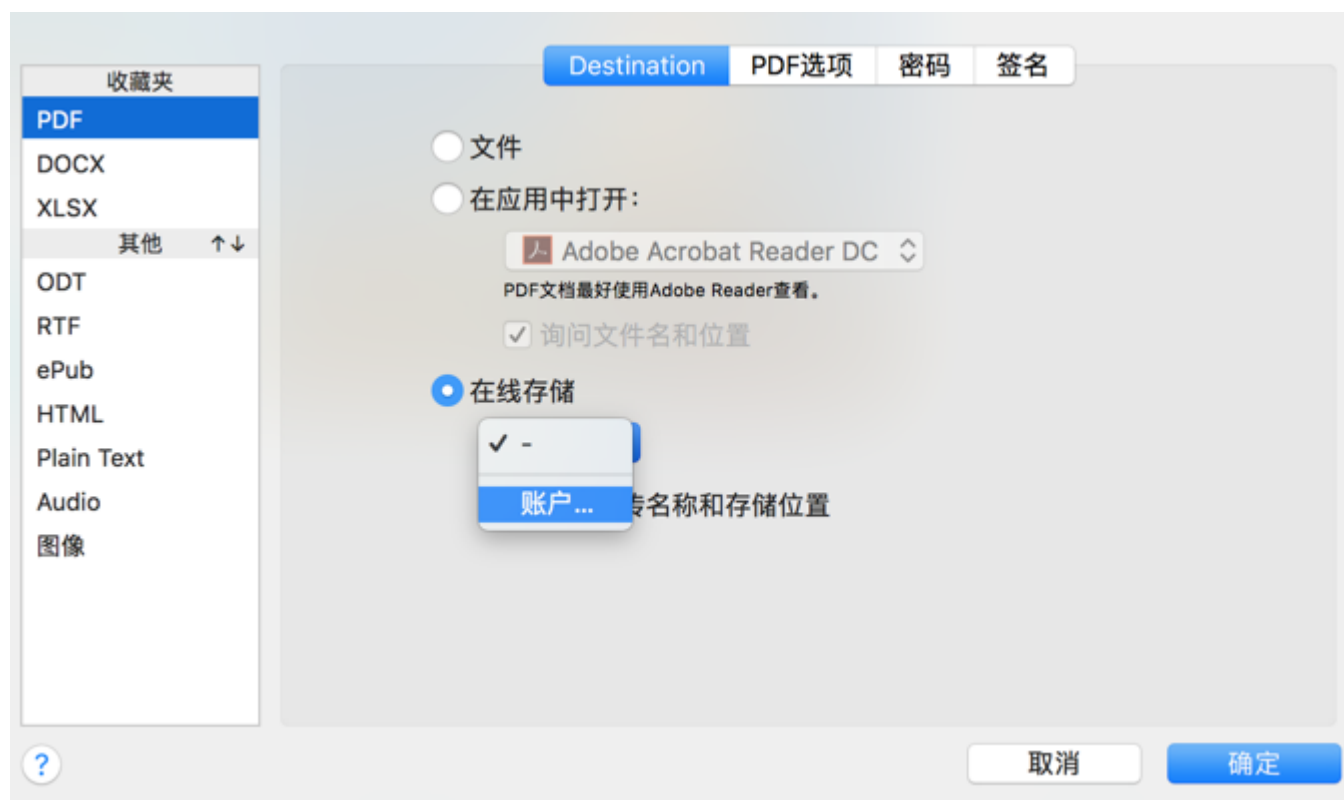 Destination PDF选项 密码 签名
收藏夹
PDF
DOCX
XLSX
其他 ↑↓
ODT
RTF
ePub
HTML
Plain Text
Audio
图像
文件
在应用中打开：
Adobe Acrobat Reader DC
PDF文档最好使用Adobe Reader查看。
询问文件名和位置
在线存储
✓ -
账户...
名称和存储位置
?
取消 确定